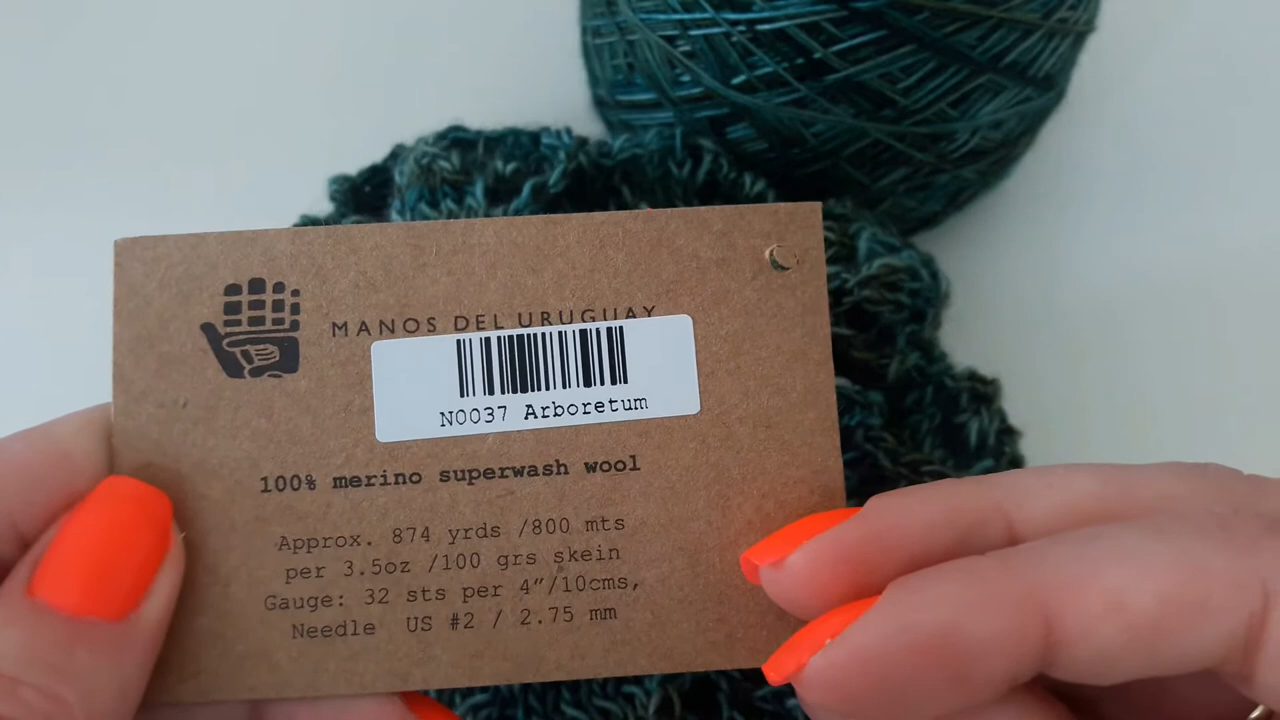 MANOS DEL URUGUAY
N0037 Arboretum
100% merino superwash wool
Approx. 874 yrds /800 mts
per 3.5oz /100 grs skein
Gauge: 32 sts per 4"/10cms,
Needle US #2 / 2.75 mm